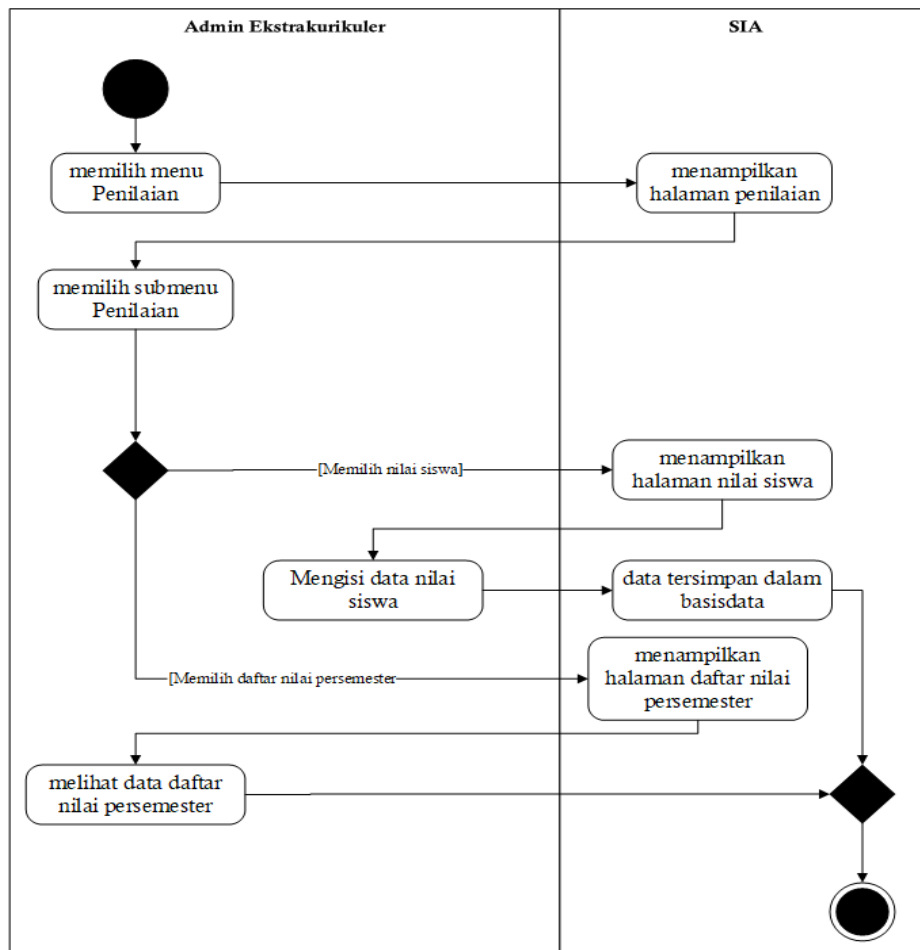 Admin Ekstrakurikuler
SIA
memilih menu
Penilaian
menampilkan
halaman penilaian
memilih submenu
Penilaian
[Memilih nilai siswa]
menampilkan
halaman nilai siswa
Mengisi data nilai
siswa
data tersimpan dalam
basisdata
[Memilih daftar nilai persemester
menampilkan
halaman daftar nilai
persemester
melihat data daftar
nilai persemester